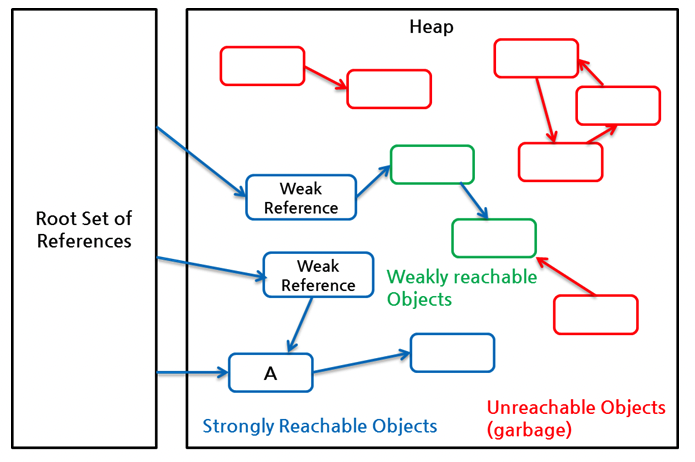 Heap
Root Set of
References
Weak
Reference
Weak
Reference
Weakly reachable
Objects
A
Strongly Reachable Objects
Unreachable Objects
(garbage)